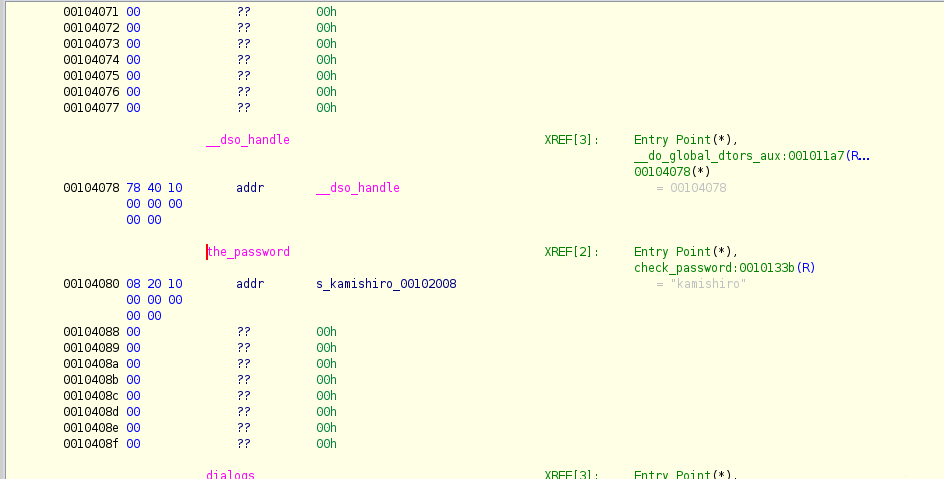 00104071 00 ?? 00h
00104072 00 ?? 00h
00104073 00 ?? 00h
00104074 00 ?? 00h
00104075 00 ?? 00h
00104076 00 ?? 00h
00104077 00 ?? 00h
__dso_handle XREF[3]: Entry Point(*),
__do_global_dtors_aux:001011a7(R...
00104078(*)
00104078 78 40 10 addr __dso_handle = 00104078
00 00 00
00 00
the_password XREF[2]: Entry Point(*),
check_password:0010133b(R)
00104080 08 20 10 addr s_kamishiro_00102008 = "kamishiro"
00 00 00
00 00
00104088 00 ?? 00h
00104089 00 ?? 00h
0010408a 00 ?? 00h
0010408b 00 ?? 00h
0010408c 00 ?? 00h
0010408d 00 ?? 00h
0010408e 00 ?? 00h
0010408f 00 ?? 00h
dialogs XREF[3]: Entry Point(*),